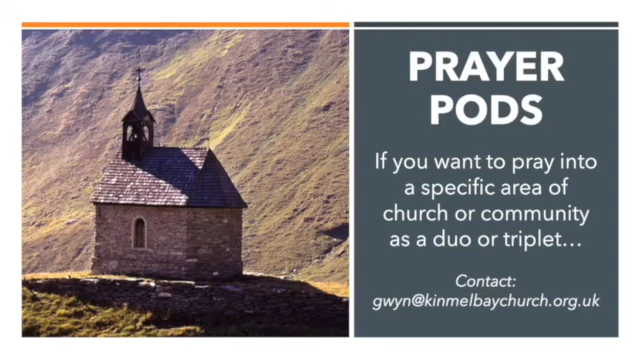 PRAYER
PODS
If you want to pray into
a specific area of
church or community
as a duo or triplet...
Contact:
gwyn@kinmelbaychurch.org.uk